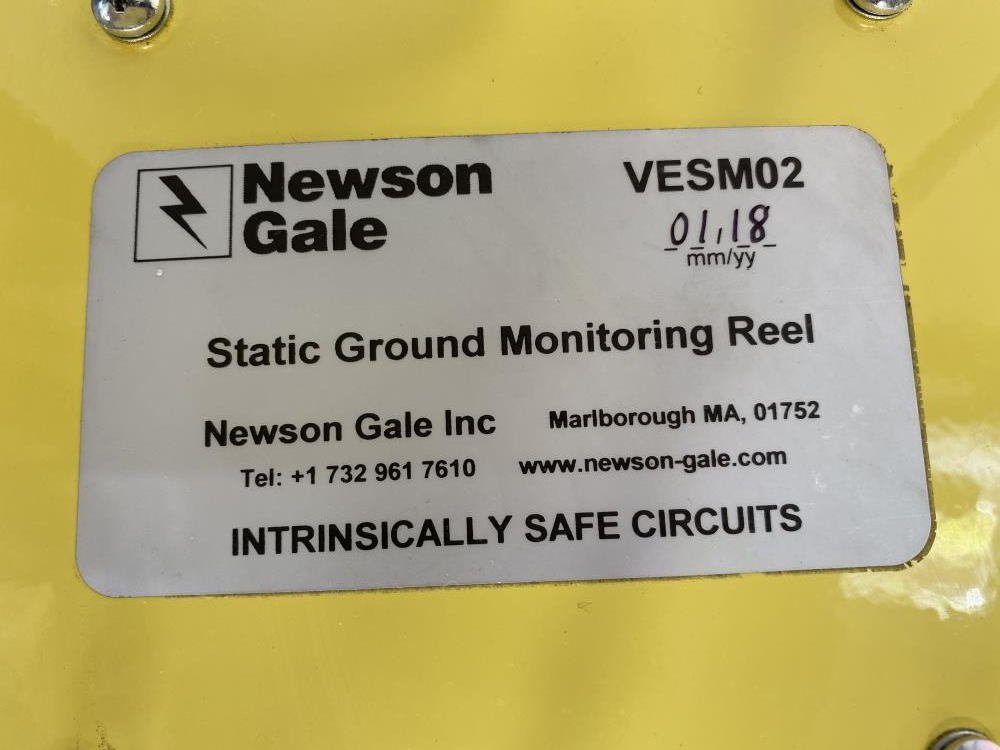 Newson
Gale
VESM02
01,18
mm/yy
Static Ground Monitoring Reel
Newson Gale Inc
Marlborough MA, 01752
Tel: +1 732 961 7610
www.newson-gale.com
INTRINSICALLY SAFE CIRCUITS